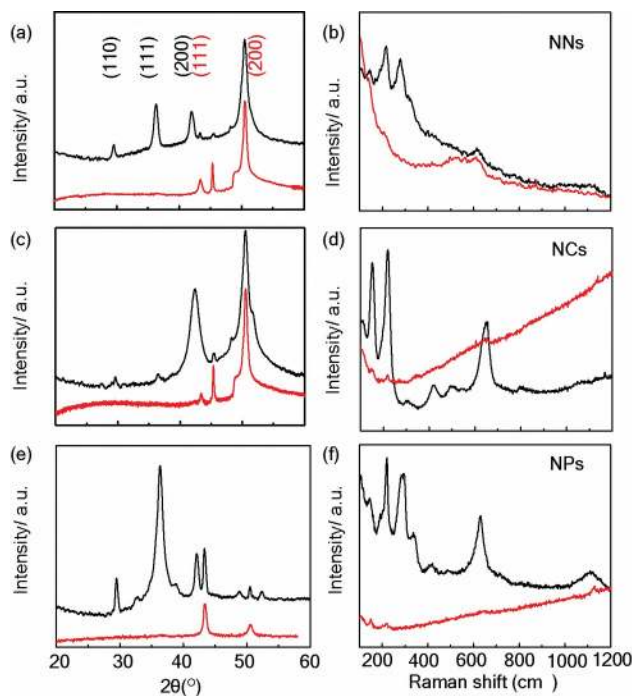 (a)
(110)
(111)
(200)
(111)
(200)
Intensity/ a.u.
(b)
NNs
Intensity/ a.u.
(c)
Intensity/ a.u.
(d)
NCs
Intensity/ a.u.
(e)
Intensity/ a.u.
20 30 40 50 60
2θ(°)
(f)
NPs
Intensity/ a.u.
200 400 600 800 1000 1200
Raman shift (cm )